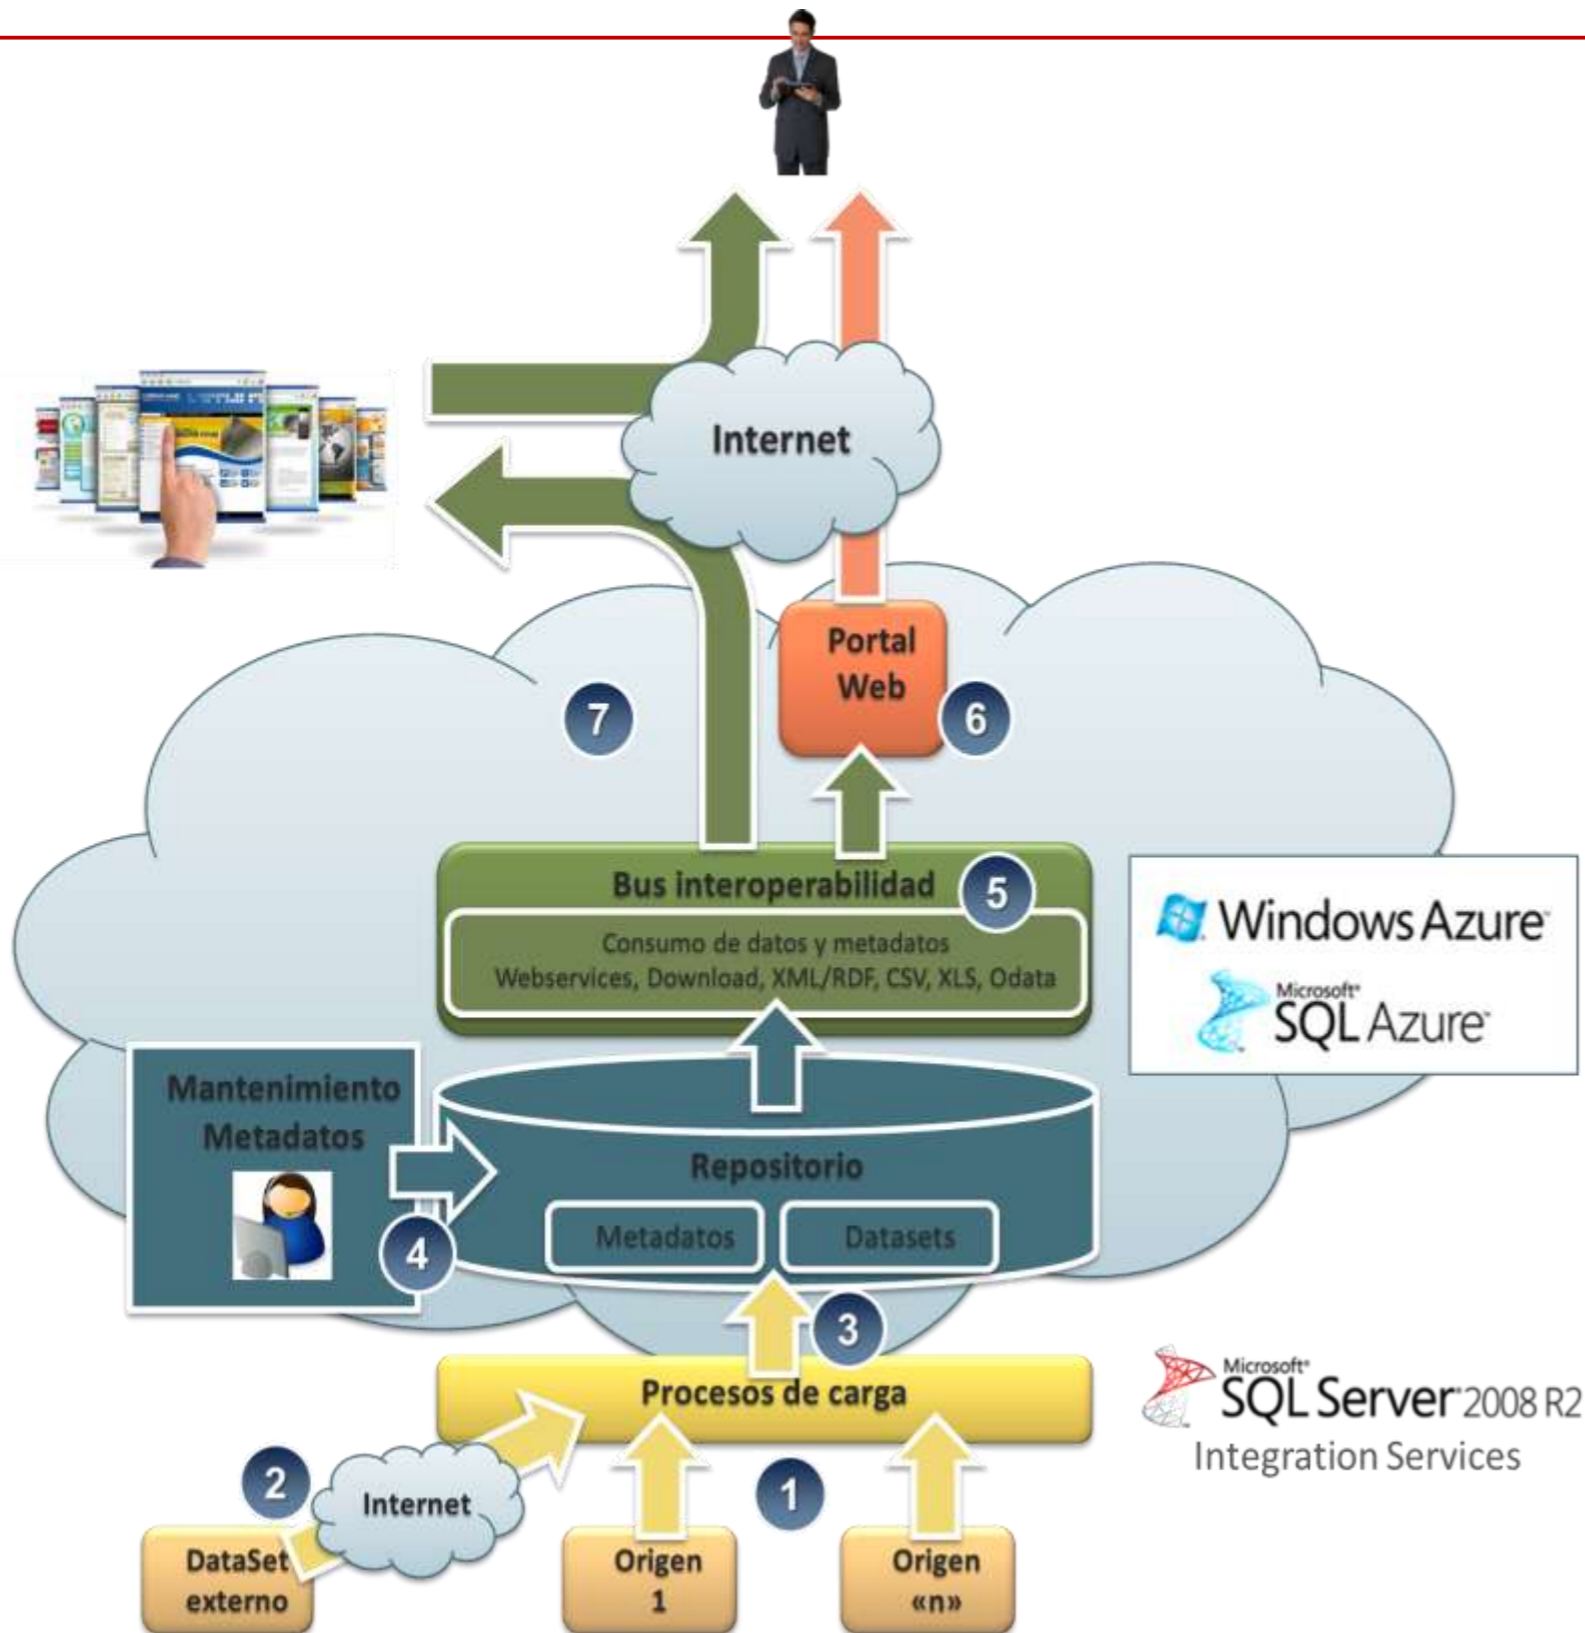 Internet
Portal
Web
6
7
Bus interoperabilidad
5
Consumo de datos y metadatos
Webservices, Download, XML/RDF, CSV, XLS, Odata
Windows Azure™
Microsoft®
SQL Azure™
Mantenimiento
Metadatos
4
Repositorio
Metadatos
Datasets
3
Procesos de carga
Microsoft®
SQL Server® 2008 R2
Integration Services
2
Internet
1
DataSet
externo
Origen
1
Origen
«n»